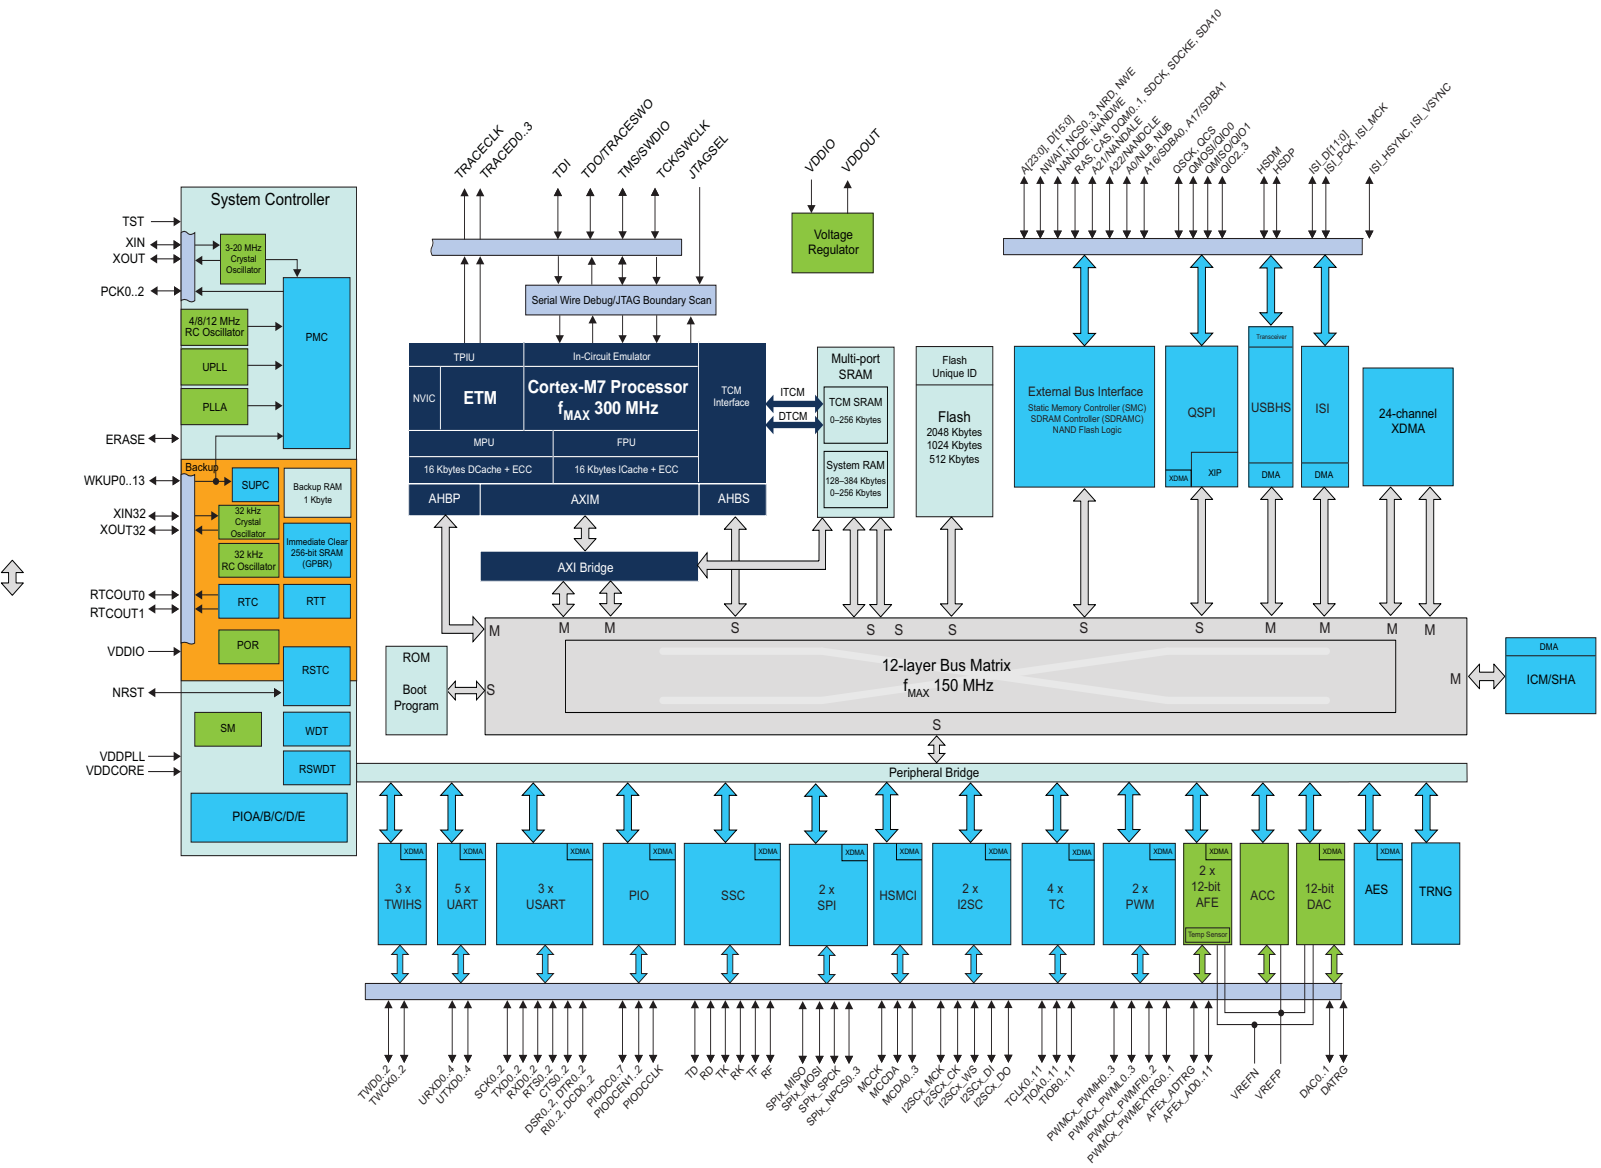 A[23:0], D[15:0]
NWAIT, NCS0..3, NRD, NWE
NANDOE, NANDWE
RAS, CAS, DQM0..1, SDCK, SDCKE, SDA10
A21/NANDALE
A22/NANDCLE
A0/NLB, NUB
A16/SDBA0, A17/SDBA1
QSCK, QCS
QMOSI/QIO0
QMISO/QIO1
QIO2..3
HSDM
HSDP
ISI_D[11:0]
ISI_PCK, ISI_MCK
ISI_HSYNC, ISI_VSYNC
TRACECLK
TRACED0..3
TDI
TDO/TRACESWO
TMS/SWDIO
TCK/SWCLK
JTAGSEL
VDDIO
VDDOUT
Voltage
Regulator
Serial Wire Debug/JTAG Boundary Scan
System Controller
TST
XIN
XOUT
PCK0..2
ERASE
WKUP0..13
XIN32
XOUT32
RTCOUT0
RTCOUT1
VDDIO
NRST
VDDPLL
VDDCORE
3-20 MHz
Crystal
Oscillator
PMC
4/8/12 MHz
RC Oscillator
UPLL
PLLA
Backup
SUPC
Backup RAM
1 Kbyte
32 kHz
Crystal
Oscillator
Immediate Clear
256-bit SRAM
(GPBR)
32 kHz
RC Oscillator
RTC
RTT
POR
RSTC
SM
WDT
RSWDT
PIOA/B/C/D/E
TPIU
In-Circuit Emulator
NVIC
ETM
Cortex-M7 Processor
fMAX 300 MHz
TCM
Interface
MPU
FPU
16 Kbytes DCache + ECC
16 Kbytes ICache + ECC
AHBP
AXIM
AHBS
ITCM
DTCM
Multi-port
SRAM
TCM SRAM
0–256 Kbytes
System RAM
128–384 Kbytes
0–256 Kbytes
Flash
Unique ID
Flash
2048 Kbytes
1024 Kbytes
512 Kbytes
External Bus Interface
Static Memory Controller (SMC)
SDRAM Controller (SDRAMC)
NAND Flash Logic
QSPI
XDMA
XIP
Transceiver
USBHS
DMA
ISI
DMA
24-channel
XDMA
AXI Bridge
M
M
M
S
S
S
S
S
S
M
M
M
M
ROM
Boot
Program
S
12-layer Bus Matrix
fMAX 150 MHz
M
S
DMA
ICM/SHA
Peripheral Bridge
XDMA
3 x
TWIHS
XDMA
5 x
UART
XDMA
3 x
USART
XDMA
PIO
XDMA
SSC
XDMA
2 x
SPI
XDMA
HSMCI
XDMA
2 x
I2SC
XDMA
4 x
TC
XDMA
2 x
PWM
XDMA
2 x
12-bit
AFE
Temp Sensor
ACC
XDMA
12-bit
DAC
XDMA
AES
TRNG
TWD0..2
TWCK0..2
URXD0..4
UTXD0..4
SCK0..2
TXD0..2
RXD0..2
RTS0..2
CTS0..2
DSR0..2, DTR0..2
RI0..2, DCD0..2
PIODC0..7
PIODCEN1..2
PIODCCLK
TD
RD
TK
RK
TF
RF
SPIx_MISO
SPIx_MOSI
SPIx_SPCK
SPIx_NPCS0..3
MCCK
MCCDA
MCDA0..3
I2SCx_MCK
I2SCx_CK
I2SCx_WS
I2SCx_DI
I2SCx_DO
TCLK0..11
TIOA0..11
TIOB0..11
PWMCx_PWMH0..3
PWMCx_PWML0..3
PWMCx_PWMFI0..2
PWMCx_PWMEXTRG0..1
AFEx_ADTRG
AFEx_AD0..11
VREFN
VREFP
DAC0..1
DATRG